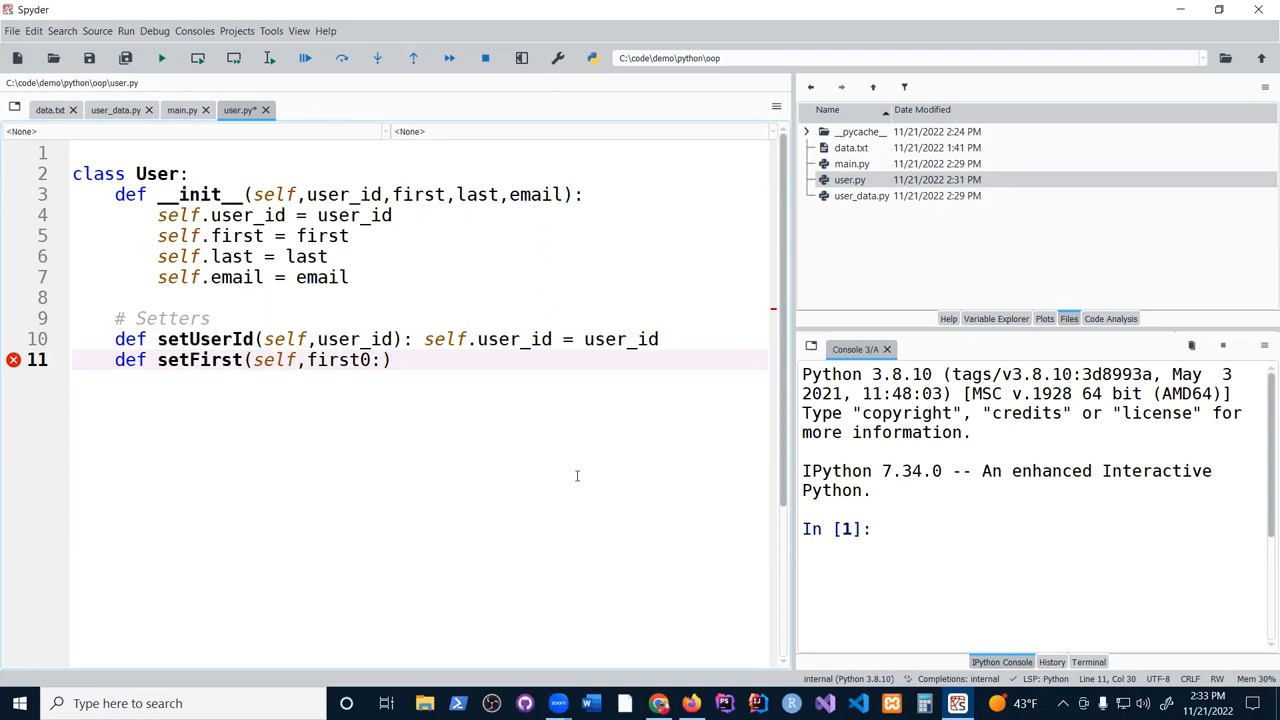 Spyder
File Edit Search Source Run Debug Consoles Projects Tools View Help
C:\code\demo\python\oop
C:\code\demo\python\oop\user.py
data.txt user_data.py main.py user.py*
<None> <None>
1
2 class User:
3 def __init__(self,user_id,first,last,email):
4 self.user_id = user_id
5 self.first = first
6 self.last = last
7 self.email = email
8
9 # Setters
10 def setUserId(self,user_id): self.user_id = user_id
11 def setFirst(self,first0:)
Name Date Modified
__pycache__ 11/21/2022 2:24 PM
data.txt 11/21/2022 1:41 PM
main.py 11/21/2022 2:29 PM
user.py 11/21/2022 2:31 PM
user_data.py 11/21/2022 2:29 PM
Help Variable Explorer Plots Files Code Analysis
Console 3/A
Python 3.8.10 (tags/v3.8.10:3d8993a, May 3
2021, 11:48:03) [MSC v.1928 64 bit (AMD64)]
Type "copyright", "credits" or "license" for
more information.
IPython 7.34.0 -- An enhanced Interactive
Python.
In [1]:
IPython Console History Terminal
internal (Python 3.8.10) Completions: internal LSP: Python Line 11, Col 30 UTF-8 CRLF RW Mem 30%
Type here to search
43°F
2:33 PM
11/21/2022